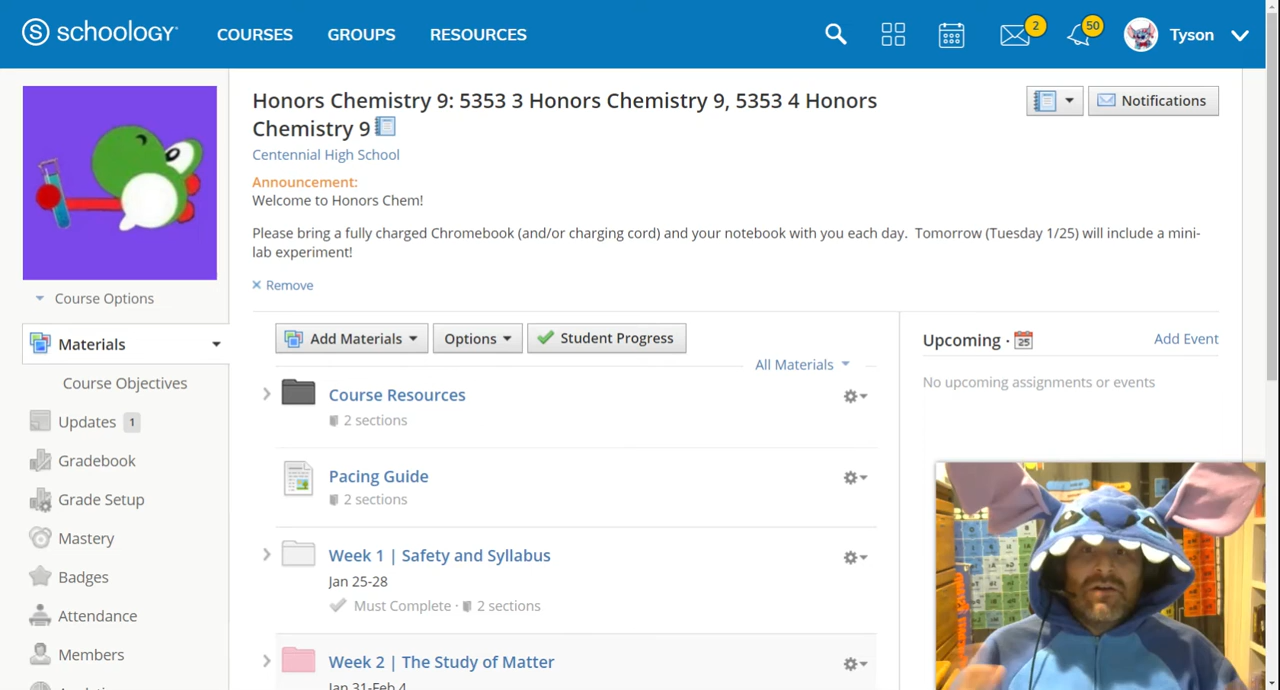 schoology
COURSES
GROUPS
RESOURCES
2
50
Tyson
Honors Chemistry 9: 5353 3 Honors Chemistry 9, 5353 4 Honors
Chemistry 9
Centennial High School
Announcement:
Welcome to Honors Chem!
Please bring a fully charged Chromebook (and/or charging cord) and your notebook with you each day. Tomorrow (Tuesday 1/25) will include a mini-
lab experiment!
Remove
Notifications
Course Options
Materials
Course Objectives
Updates 1
Gradebook
Grade Setup
Mastery
Badges
Attendance
Members
Add Materials
Options
Student Progress
All Materials
Course Resources
2 sections
Pacing Guide
2 sections
Week 1 | Safety and Syllabus
Jan 25-28
Must Complete · 2 sections
Week 2 | The Study of Matter
Jan 31-Feb 4
Upcoming · 25
Add Event
No upcoming assignments or events